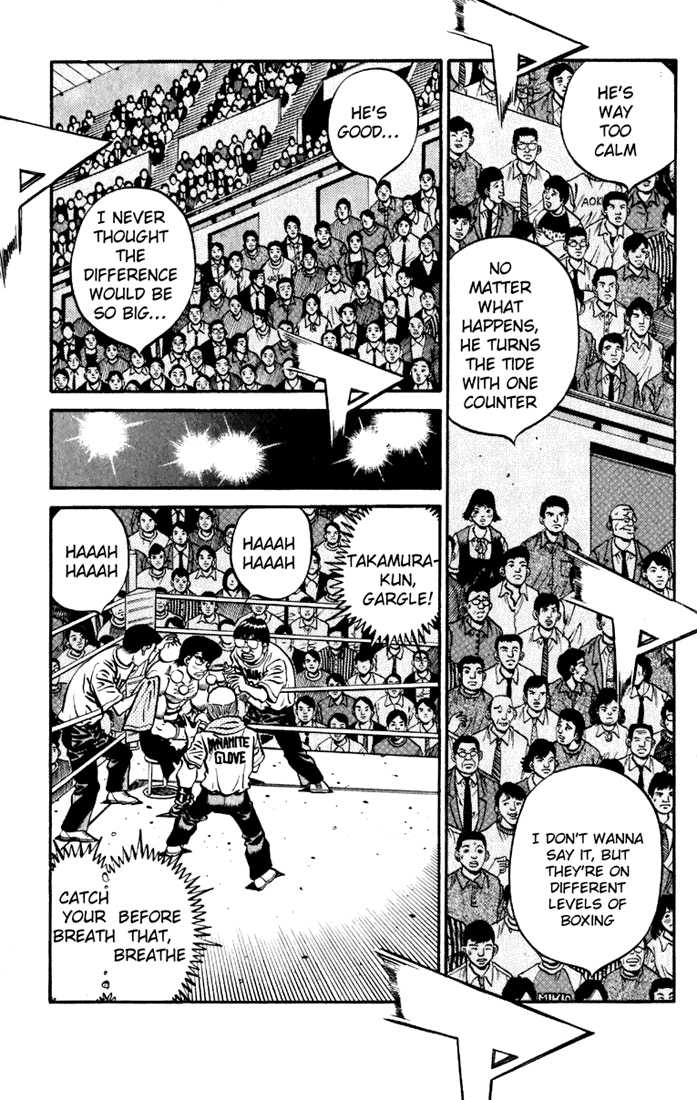 HE'S
WAY
TOO
CALM
AOKI
NO
MATTER
WHAT
HAPPENS,
HE TURNS
THE TIDE
WITH ONE
COUNTER
I DON'T WANNA
SAY IT, BUT
THEY'RE ON
DIFFERENT
LEVELS OF
BOXING
HE'S
GOOD...
I NEVER
THOUGHT
THE
DIFFERENCE
WOULD BE
SO BIG...
TAKAMURA-
KUN,
GARGLE!
HAAAH
HAAAH
HAAAH
HAAAH
GLOVE
CATCH
YOUR BEFORE
BREATH THAT,
BREATHE